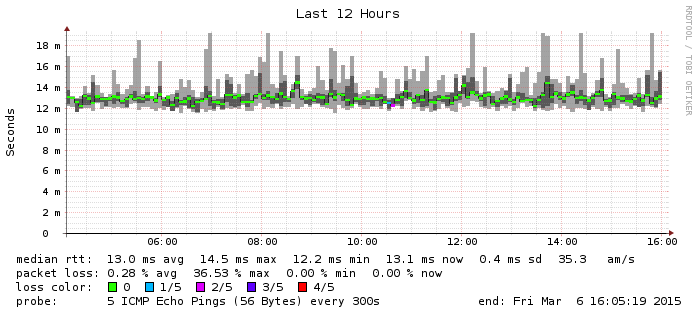 Last 12 Hours
RRDTOOL / TOBI OETIKER
Seconds
18 m
16 m
14 m
12 m
10 m
8 m
6 m
4 m
2 m
0
06:00 08:00 10:00 12:00 14:00 16:00
median rtt: 13.0 ms avg 14.5 ms max 12.2 ms min 13.1 ms now 0.4 ms sd 35.3 am/s
packet loss: 0.28 % avg 36.53 % max 0.00 % min 0.00 % now
loss color: 0 1/5 2/5 3/5 4/5
probe: 5 ICMP Echo Pings (56 Bytes) every 300s end: Fri Mar 6 16:05:19 2015